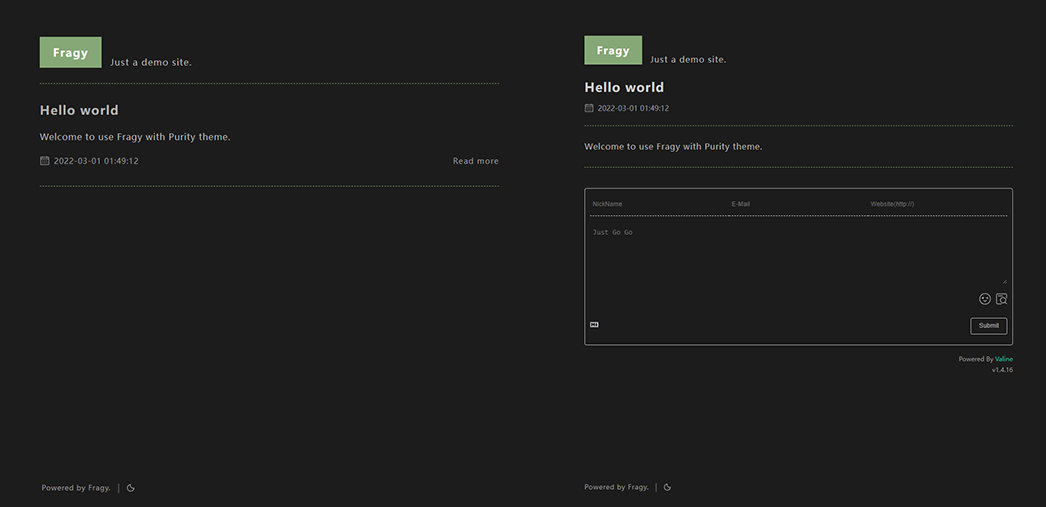 Fragy
Just a demo site.
Hello world
Welcome to use Fragy with Purity theme.
2022-03-01 01:49:12
Read more
Powered by Fragy. |
Fragy
Just a demo site.
Hello world
2022-03-01 01:49:12
Welcome to use Fragy with Purity theme.
NickName E-Mail Website(http://)
Just Go Go
Submit
Powered By Valine
v1.4.16
Powered by Fragy. |